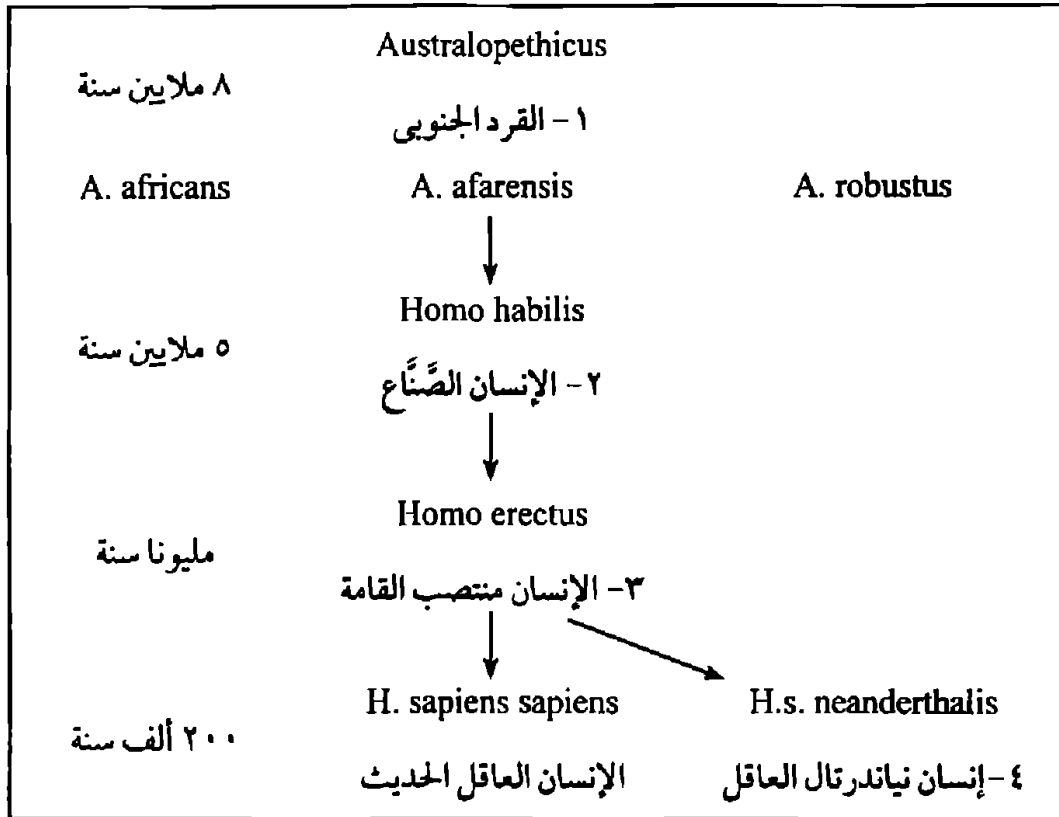 Australopethicus
٨ ملايين سنة
١- القرد الجنوبى
A. africans A. afarensis A. robustus
Homo habilis
٥ ملايين سنة
٢- الإنسان الصَّنَّاع
Homo erectus
مليونا سنة
٣- الإنسان منتصب القامة
H. sapiens sapiens H.s. neanderthalis
٢٠٠ ألف سنة
الإنسان العاقل الحديث ٤-إنسان نياندرتال العاقل